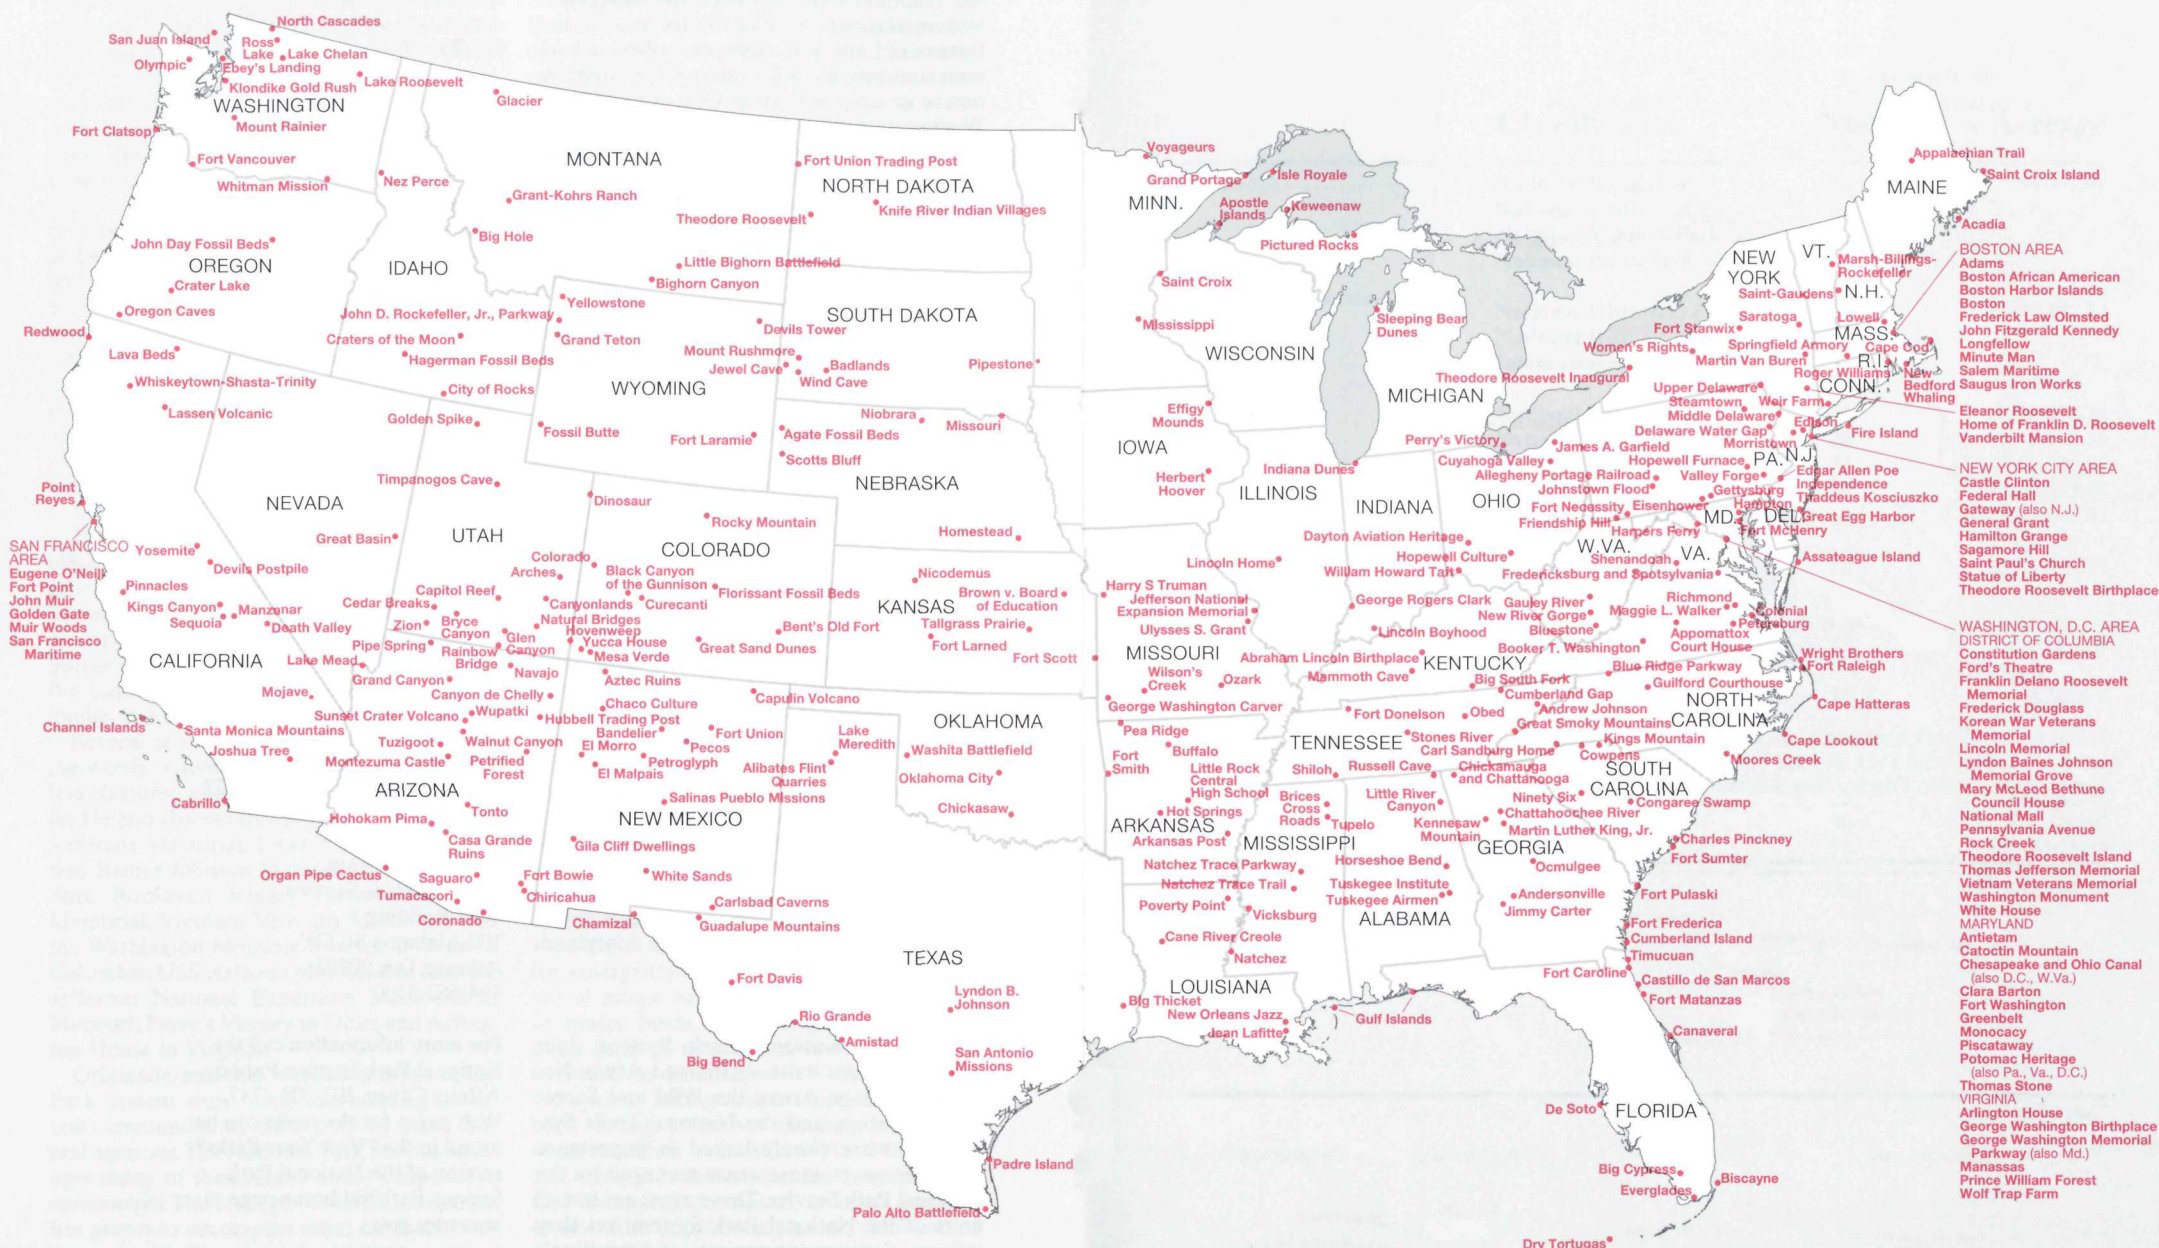 North Cascades
San Juan Island
Ross
Lake
Lake Chelan
Olympic
Ebey's Landing
Klondike Gold Rush
Lake Roosevelt
WASHINGTON
Mount Rainier
Glacier
Fort Clatsop
Fort Vancouver
Whitman Mission
Nez Perce
MONTANA
Grant-Kohrs Ranch
Big Hole
Fort Union Trading Post
NORTH DAKOTA
Theodore Roosevelt
Knife River Indian Villages
John Day Fossil Beds
OREGON
Crater Lake
Oregon Caves
IDAHO
Little Bighorn Battlefield
Bighorn Canyon
Yellowstone
John D. Rockefeller, Jr., Parkway
Craters of the Moon
Grand Teton
Hagerman Fossil Beds
City of Rocks
SOUTH DAKOTA
Devils Tower
Mount Rushmore
Jewel Cave
Badlands
Wind Cave
Pipestone
WYOMING
Redwood
Lava Beds
Whiskeytown-Shasta-Trinity
Lassen Volcanic
Golden Spike
Fossil Butte
Fort Laramie
Niobrara
Missouri
Agate Fossil Beds
Scotts Bluff
NEBRASKA
Homestead
Timpanogos Cave
Dinosaur
Rocky Mountain
Point
Reyes
NEVADA
Great Basin
UTAH
COLORADO
SAN FRANCISCO
AREA
Eugene O'Neill
Fort Point
John Muir
Golden Gate
Muir Woods
San Francisco
Maritime
Yosemite
Devils Postpile
Pinnacles
Kings Canyon
Manzanar
Sequoia
Death Valley
CALIFORNIA
Colorado
Arches
Black Canyon
of the Gunnison
Florissant Fossil Beds
Curecanti
Capitol Reef
Canyonlands
Cedar Breaks
Natural Bridges
Zion
Bryce
Canyon
Hovenweep
Glen
Canyon
Yucca House
Mesa Verde
Pipe Spring
Rainbow
Bridge
Navajo
Aztec Ruins
Bent's Old Fort
Great Sand Dunes
Nicodemus
KANSAS
Brown v. Board
of Education
Tallgrass Prairie
Fort Larned
Fort Scott
Lake Mead
Grand Canyon
Canyon de Chelly
Chaco Culture
Capulin Volcano
Mojave
Sunset Crater Volcano
Wupatki
Hubbell Trading Post
Bandelier
Fort Union
Channel Islands
Santa Monica Mountains
Joshua Tree
Tuzigoot
Walnut Canyon
Montezuma Castle
Petrified
Forest
El Morro
El Malpais
Petroglyph
Pecos
Lake
Meredith
Alibates Flint
Quarries
OKLAHOMA
Washita Battlefield
Oklahoma City
Chickasaw
Cabrillo
ARIZONA
Tonto
Hohokam Pima
Casa Grande
Ruins
Salinas Pueblo Missions
NEW MEXICO
Gila Cliff Dwellings
White Sands
Organ Pipe Cactus
Saguaro
Tumacacori
Coronado
Fort Bowie
Chiricahua
Chamizal
Carlsbad Caverns
Guadalupe Mountains
TEXAS
Fort Davis
Lyndon B.
Johnson
Rio Grande
Amistad
Big Bend
San Antonio
Missions
Padre Island
Palo Alto Battlefield
Voyageurs
Grand Portage
Isle Royale
MINN.
Apostle
Islands
Keweenaw
Pictured Rocks
Saint Croix
Mississippi
WISCONSIN
Sleeping Bear
Dunes
MICHIGAN
Effigy
Mounds
IOWA
Herbert
Hoover
ILLINOIS
Indiana Dunes
INDIANA
OHIO
Perry's Victory
James A. Garfield
Cuyahoga Valley
Dayton Aviation Heritage
Hopewell Culture
William Howard Taft
Lincoln Home
Harry S Truman
Jefferson National
Expansion Memorial
Ulysses S. Grant
MISSOURI
Wilson's
Creek
Ozark
George Washington Carver
George Rogers Clark
Lincoln Boyhood
Abraham Lincoln Birthplace
Mammoth Cave
KENTUCKY
Big South Fork
Cumberland Gap
Pea Ridge
Buffalo
Fort
Smith
Little Rock
Central
High School
Hot Springs
ARKANSAS
Arkansas Post
Fort Donelson
Obed
Andrew Johnson
Great Smoky Mountains
TENNESSEE
Stones River
Carl Sandburg Home
Shiloh
Russell Cave
Chickamauga
and Chattanooga
Brices
Cross
Roads
Tupelo
MISSISSIPPI
Little River
Canyon
Kennesaw
Mountain
Natchez Trace Parkway
Natchez Trace Trail
Horseshoe Bend
Tuskegee Institute
Tuskegee Airmen
ALABAMA
Poverty Point
Vicksburg
Cane River Creole
Natchez
LOUISIANA
Big Thicket
New Orleans Jazz
Jean Lafitte
Gulf Islands
Ninety Six
Chattahoochee River
Martin Luther King, Jr.
GEORGIA
Ocmulgee
Andersonville
Jimmy Carter
Kings Mountain
Cowpens
SOUTH
CAROLINA
Congaree Swamp
Charles Pinckney
Fort Sumter
Fort Pulaski
Fort Frederica
Cumberland Island
Timucuan
Fort Caroline
Castillo de San Marcos
Fort Matanzas
Canaveral
De Soto
FLORIDA
Big Cypress
Everglades
Biscayne
Dry Tortugas
Moores Creek
Cape Lookout
Cape Hatteras
Wright Brothers
Fort Raleigh
NORTH
CAROLINA
Guilford Courthouse
Blue Ridge Parkway
Booker T. Washington
Appomattox
Court House
Petersburg
Colonial
Richmond
Maggie L. Walker
Gauley River
New River Gorge
Bluestone
Fredericksburg and Spotsylvania
Shenandoah
W.VA.
VA.
Harpers Ferry
Assateague Island
Fort McHenry
MD.
DEL.
Great Egg Harbor
Hampton
Eisenhower
Gettysburg
Fort Necessity
Friendship Hill
Johnstown Flood
Allegheny Portage Railroad
Hopewell Furnace
Valley Forge
PA.
N.J.
Edgar Allen Poe
Independence
Thaddeus Kosciuszko
Morristown
Edison
Fire Island
Delaware Water Gap
Middle Delaware
Steamtown
Upper Delaware
Weir Farm
CONN.
Theodore Roosevelt Inaugural
Women's Rights
Fort Stanwix
Martin Van Buren
Springfield Armory
Saratoga
Saint-Gaudens
NEW
YORK
VT.
Marsh-Billings-
Rockefeller
N.H.
Lowell
MASS.
Cape Cod
R.I.
Roger Williams
New
Bedford
Whaling
MAINE
Appalachian Trail
Saint Croix Island
Acadia
BOSTON AREA
Adams
Boston African American
Boston Harbor Islands
Boston
Frederick Law Olmsted
John Fitzgerald Kennedy
Longfellow
Minute Man
Salem Maritime
Saugus Iron Works
Eleanor Roosevelt
Home of Franklin D. Roosevelt
Vanderbilt Mansion
NEW YORK CITY AREA
Castle Clinton
Federal Hall
Gateway (also N.J.)
General Grant
Hamilton Grange
Sagamore Hill
Saint Paul's Church
Statue of Liberty
Theodore Roosevelt Birthplace
WASHINGTON, D.C. AREA
DISTRICT OF COLUMBIA
Constitution Gardens
Ford's Theatre
Franklin Delano Roosevelt
Memorial
Frederick Douglass
Korean War Veterans
Memorial
Lincoln Memorial
Lyndon Baines Johnson
Memorial Grove
Mary McLeod Bethune
Council House
National Mall
Pennsylvania Avenue
Rock Creek
Theodore Roosevelt Island
Thomas Jefferson Memorial
Vietnam Veterans Memorial
Washington Monument
White House
MARYLAND
Antietam
Catoctin Mountain
Chesapeake and Ohio Canal
(also D.C., W.Va.)
Clara Barton
Fort Washington
Greenbelt
Monocacy
Piscataway
Potomac Heritage
(also Pa., Va., D.C.)
Thomas Stone
VIRGINIA
Arlington House
George Washington Birthplace
George Washington Memorial
Parkway (also Md.)
Manassas
Prince William Forest
Wolf Trap Farm